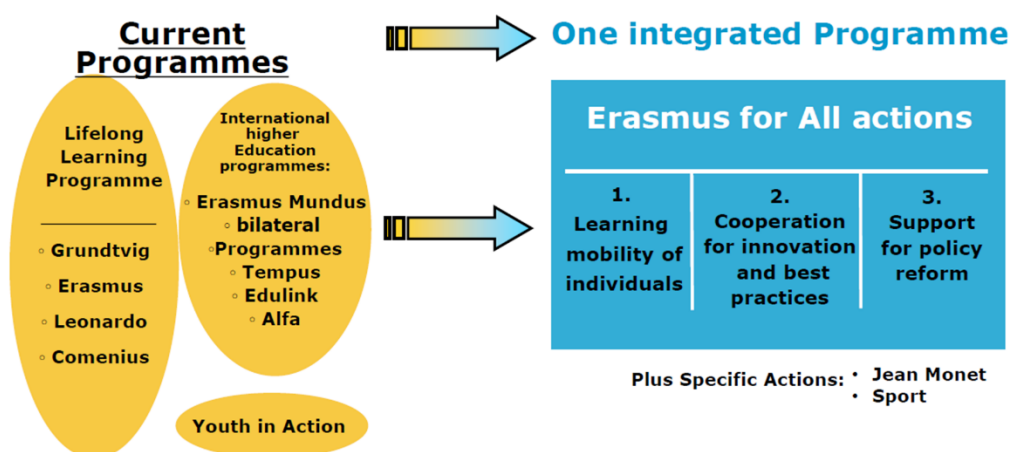 Current
Programmes
One integrated Programme
Lifelong
Learning
Programme
◦ Grundtvig
◦ Erasmus
◦ Leonardo
◦ Comenius
International
higher
Education
programmes:
◦ Erasmus Mundus
◦ bilateral
◦Programmes
◦ Tempus
◦ Edulink
◦ Alfa
Youth in Action
Erasmus for All actions
1.
Learning
mobility of
individuals
2.
Cooperation
for innovation
and best
practices
3.
Support
for policy
reform
Plus Specific Actions: • Jean Monet
• Sport